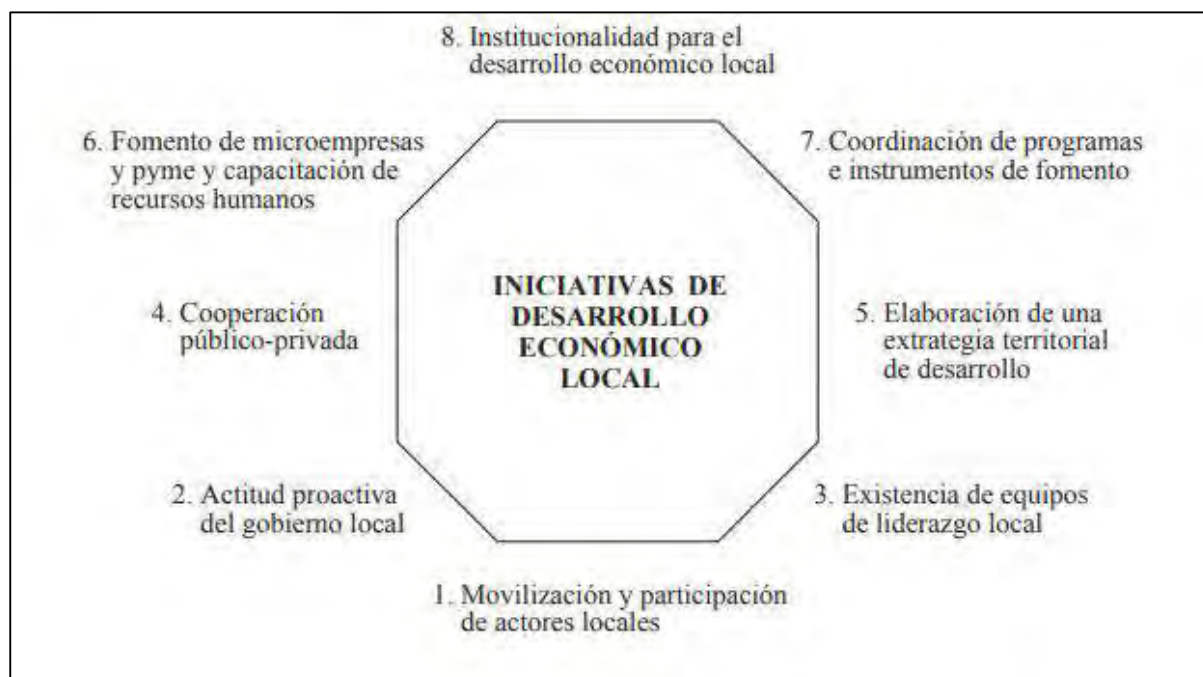 8. Institucionalidad para el
desarrollo económico local
6. Fomento de microempresas
y pyme y capacitación de
recursos humanos
7. Coordinación de programas
e instrumentos de fomento
INICIATIVAS DE
DESARROLLO
ECONÓMICO
LOCAL
4. Cooperación
público-privada
5. Elaboración de una
extrategia territorial
de desarrollo
2. Actitud proactiva
del gobierno local
3. Existencia de equipos
de liderazgo local
1. Movilización y participación
de actores locales